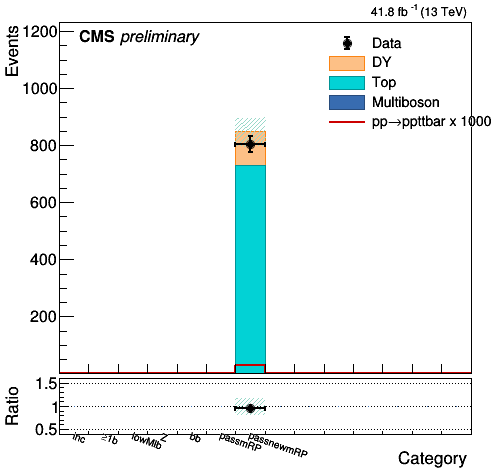 41.8 fb⁻¹ (13 TeV)
CMS preliminary
Events
1200
1000
800
600
400
200
Data
DY
Top
Multiboson
pp→ppttbar x 1000
Ratio
1.5
1
0.5
inc
≥1b
lowMlb
Z
bb
passmRP
passnewmRP
Category